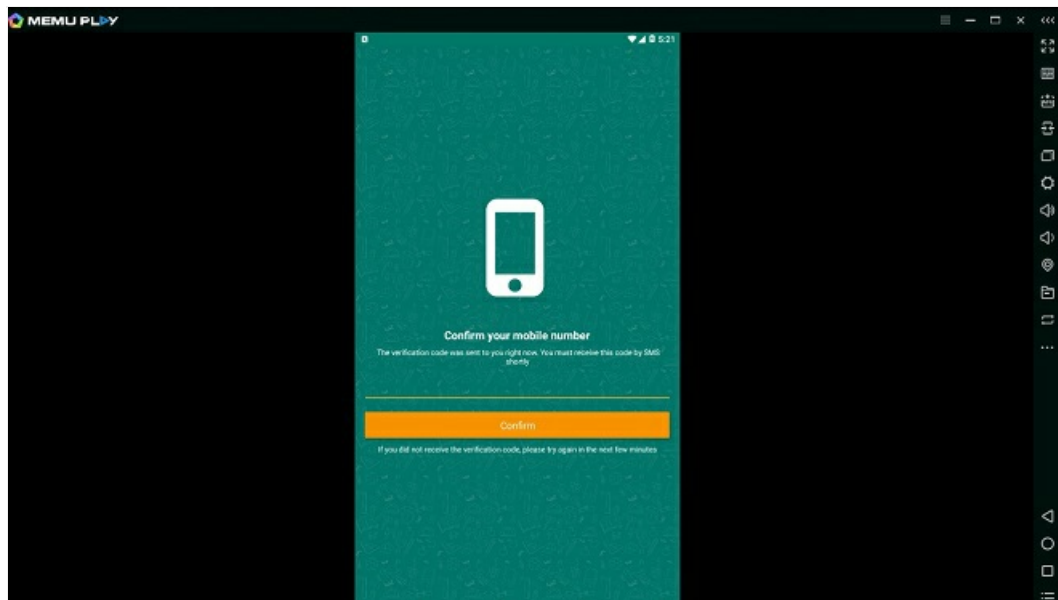 MEMU PLAY
5:21
Confirm your mobile number
The verification code was sent to you right now. You must receive this code by SMS
shortly
Confirm
If you did not receive the verification code, please try again in the next few minutes